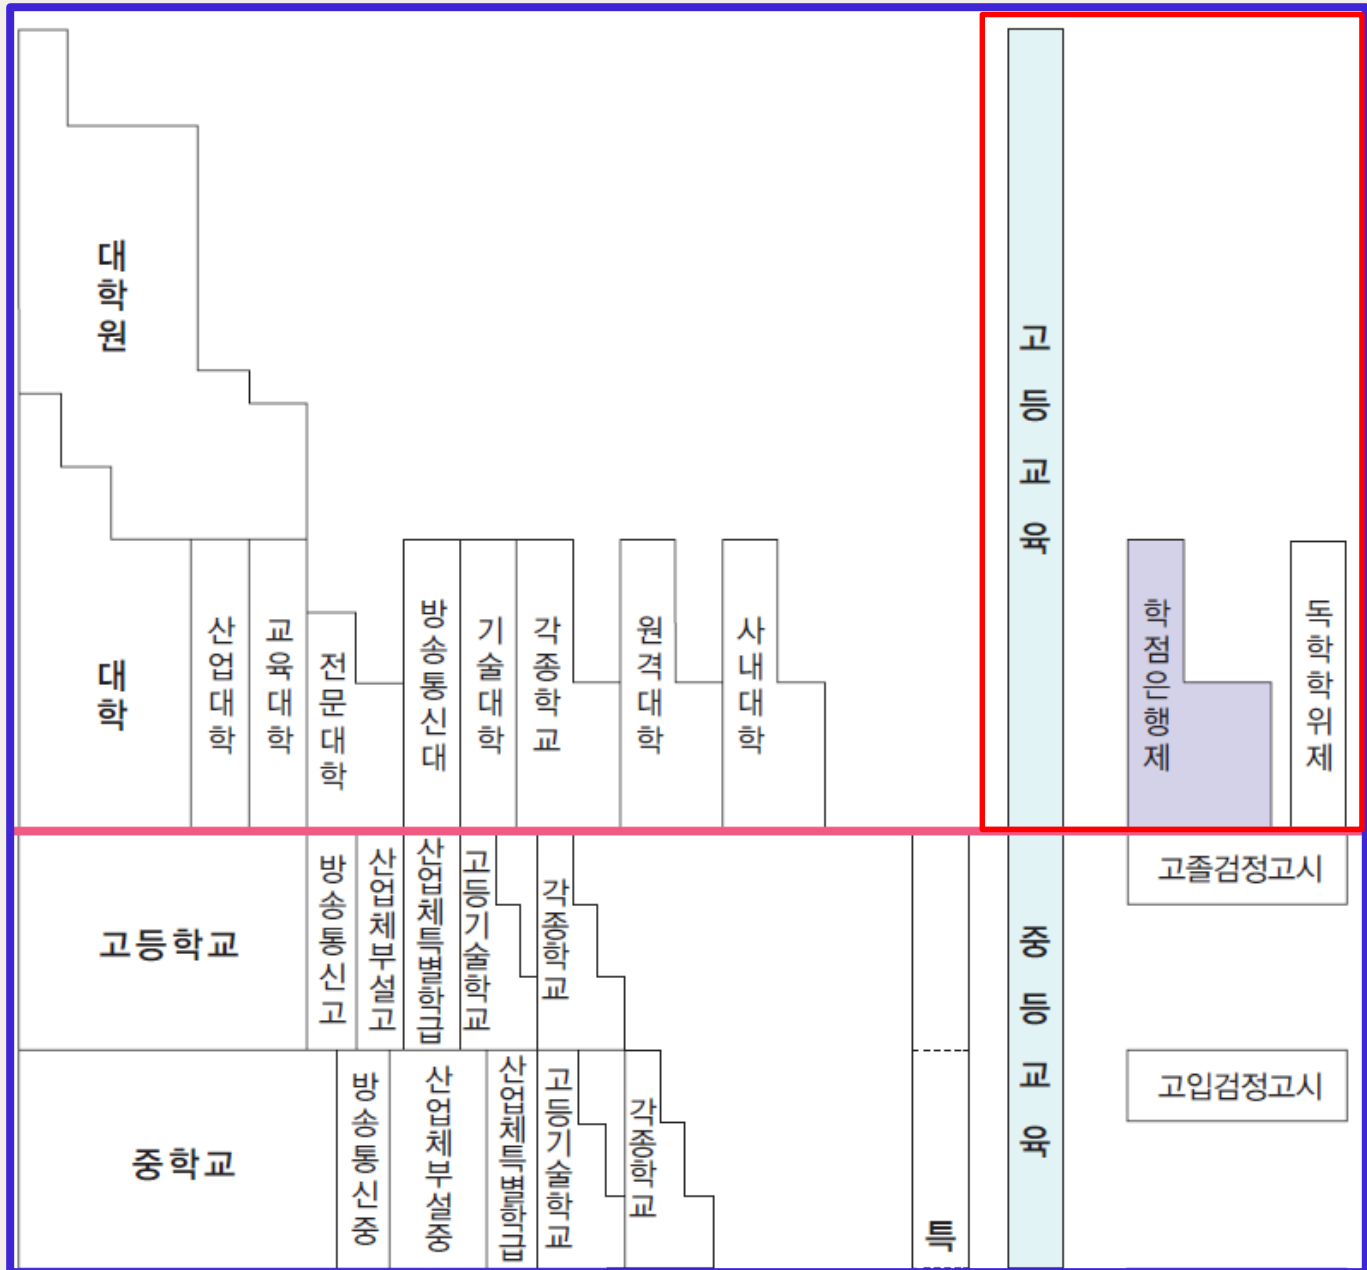 대학원
고등교육
대학
산업대학
교육대학
전문대학
방송통신대
기술대학
각종학교
원격대학
사내대학
학점은행제
독학학위제
고등학교
방송통신고
산업체부설고
산업체특별학급
고등기술학교
각종학교
중등교육
고졸검정고시
중학교
방송통신중
산업체부설중
산업체특별학급
고등기술학교
각종학교
특
고입검정고시